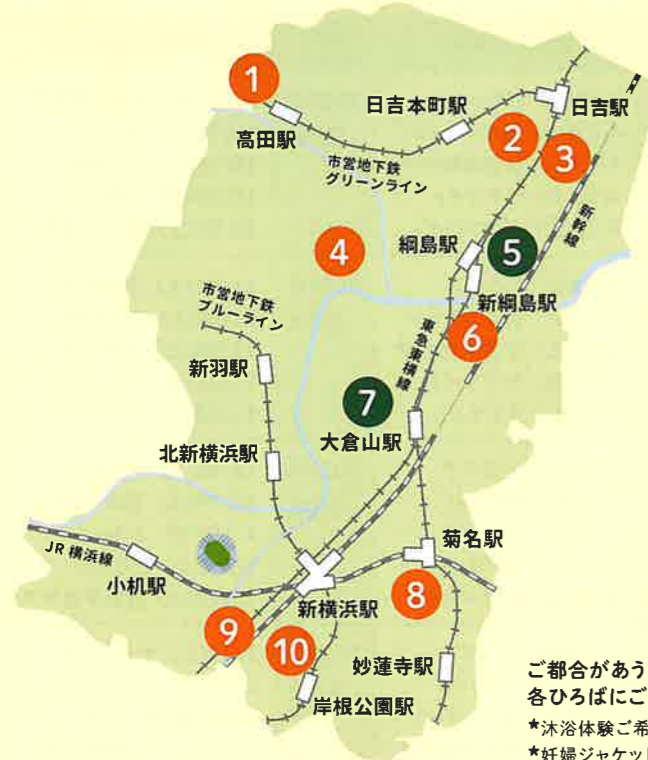 1
高田駅
日吉本町駅
日吉駅
2
3
市営地下鉄
グリーンライン
新幹線
4
綱島駅
5
新綱島駅
市営地下鉄
ブルーライン
6
東急東横線
新羽駅
7
大倉山駅
北新横浜駅
JR 横浜線
小机駅
菊名駅
新横浜駅
8
9
10
妙蓮寺駅
岸根公園駅
ご都合があう
各ひろばにご
*沐浴体験ご希
*妊婦ジャケット